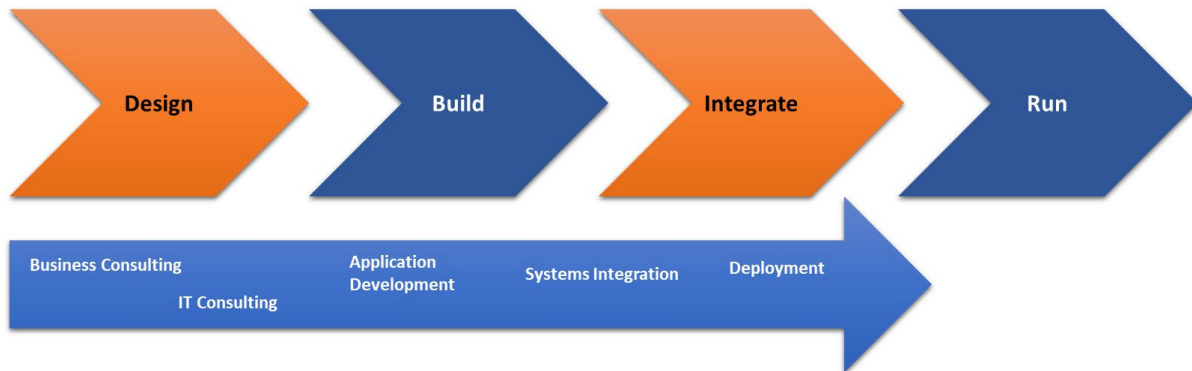 Design
Build
Integrate
Run
Business Consulting
IT Consulting
Application
Development
Systems Integration
Deployment